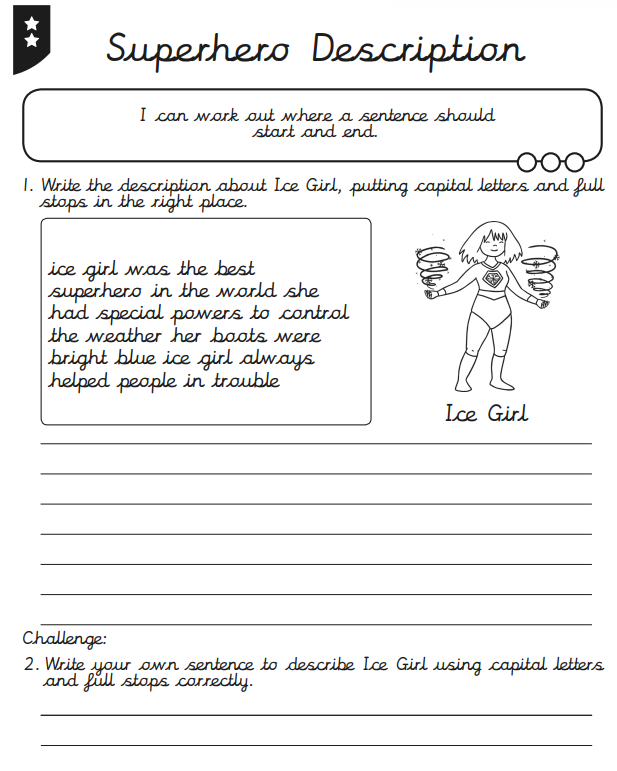 Superhero Description
I can work out where a sentence should
start and end.
1. Write the description about Ice Girl, putting capital letters and full
stops in the right place.
ice girl was the best
superhero in the world she
had special powers to control
the weather her boots were
bright blue ice girl always
helped people in trouble
Ice Girl
Challenge:
2. Write your own sentence to describe Ice Girl using capital letters
and full stops correctly.